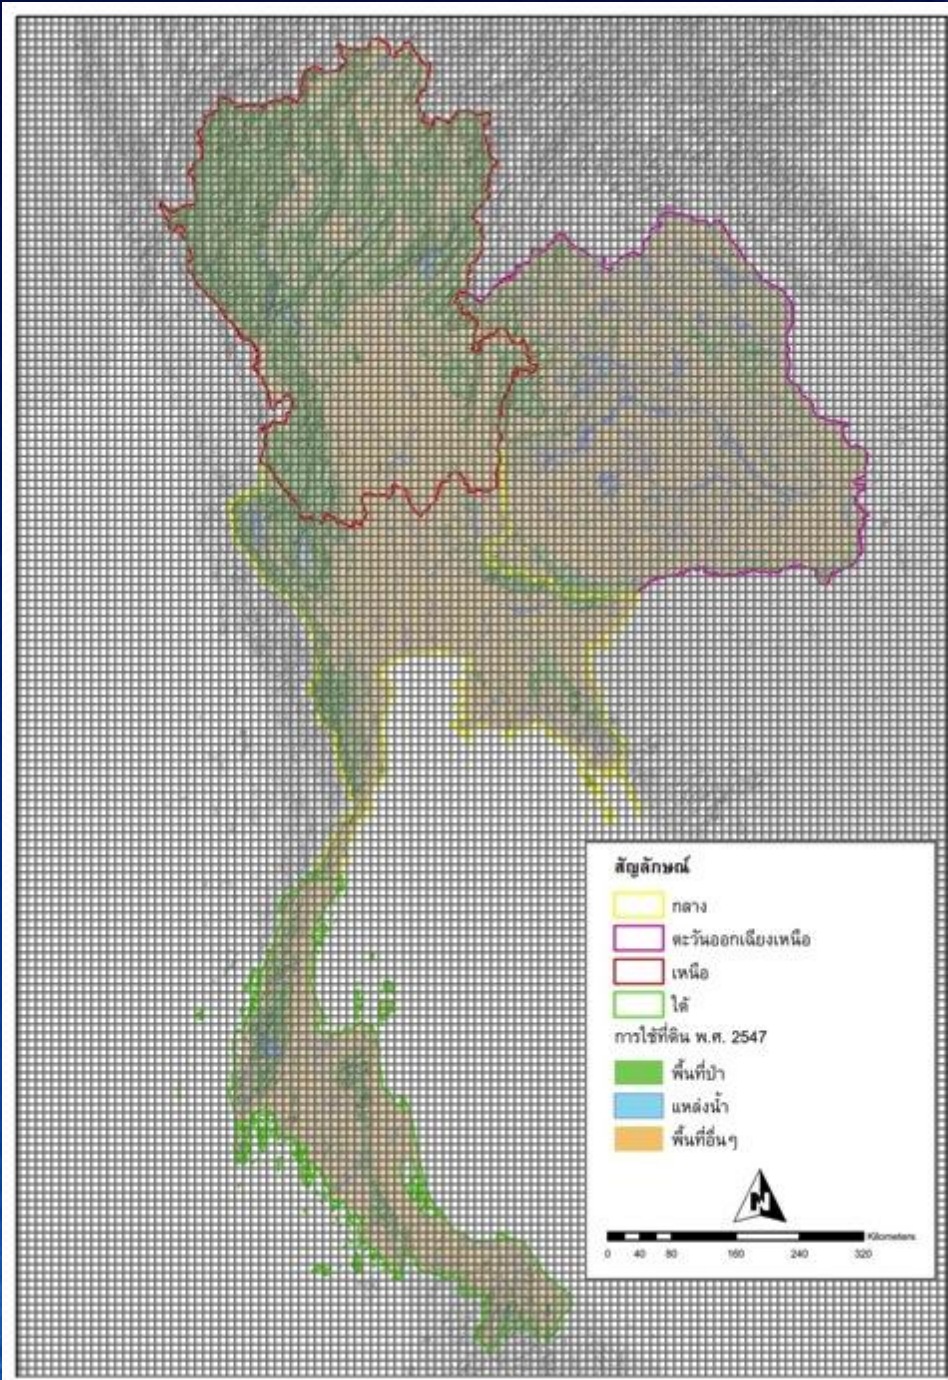 สัญลักษณ์
กลาง
ตะวันออกเฉียงเหนือ
เหนือ
ใต้
การใช้ที่ดิน พ.ศ. 2547
พื้นที่ป่า
แหล่งน้ำ
พื้นที่อื่นๆ
N
Kilometers
0 40 80 160 240 320